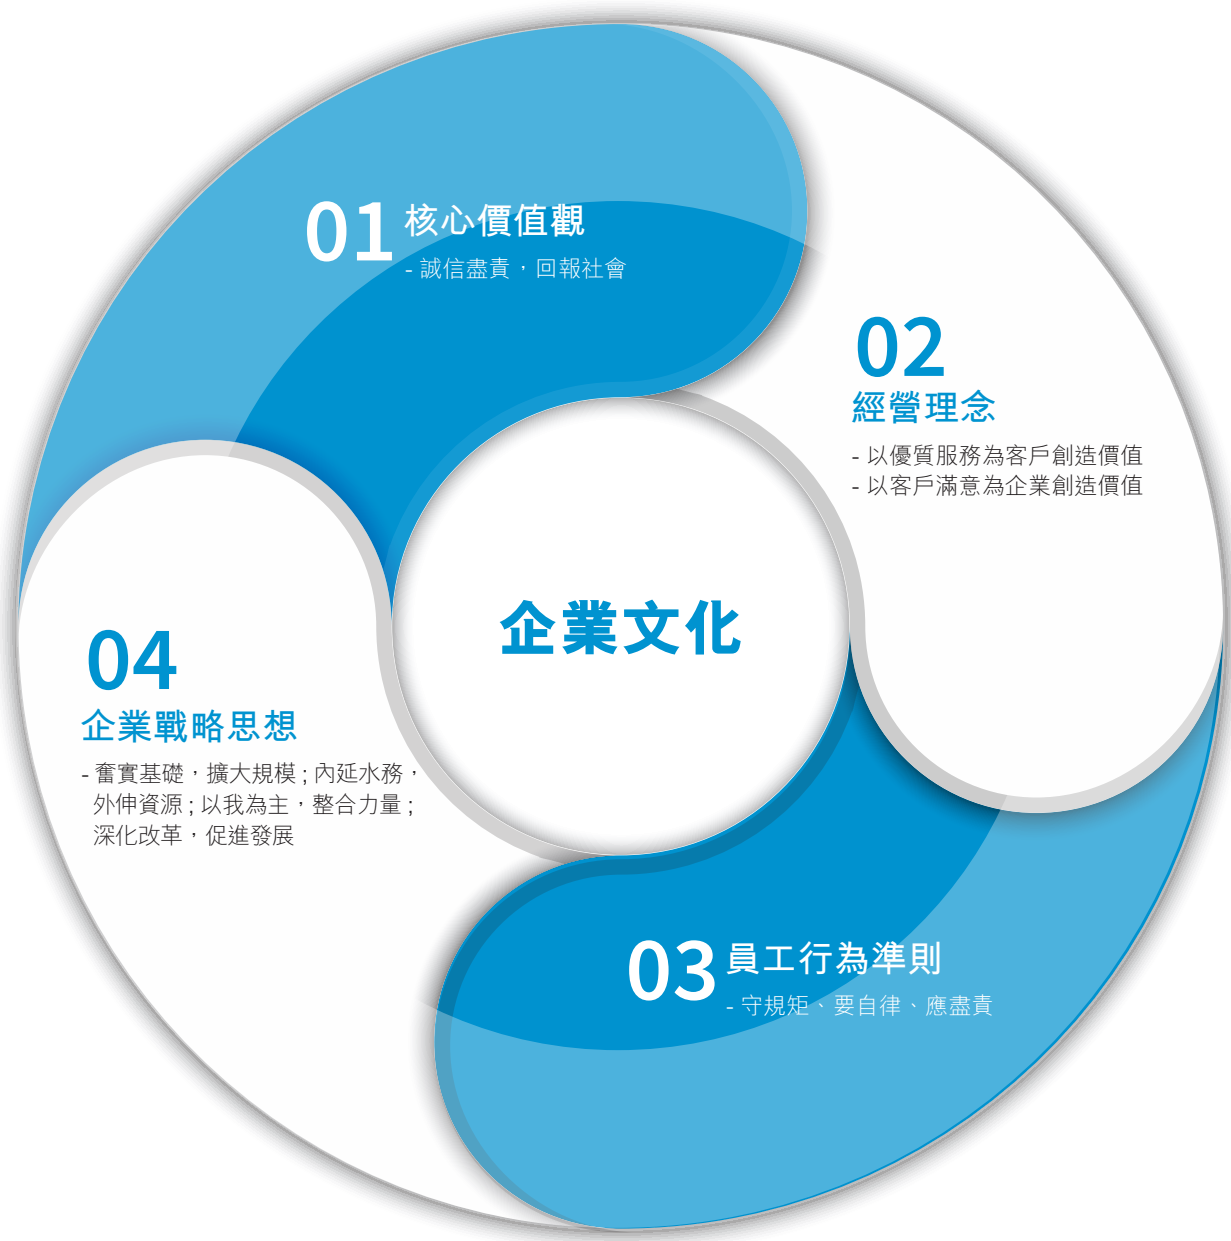 01 核心價值觀
- 誠信盡責，回報社會
02
經營理念
- 以優質服務為客戶創造價值
- 以客戶滿意為企業創造價值
企業文化
03 員工行為準則
- 守規矩、要自律、應盡責
04
企業戰略思想
- 奮實基礎，擴大規模 ; 內延水務，
外伸資源 ; 以我為主，整合力量 ;
深化改革，促進發展